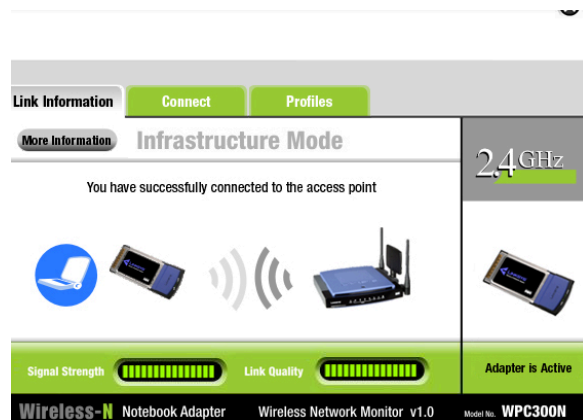 Link Information
Connect
Profiles
More Information
Infrastructure Mode
2.4GHz
You have successfully connected to the access point
Signal Strength
Link Quality
Adapter is Active
Wireless-N Notebook Adapter Wireless Network Monitor v1.0 Model No. WPC300N